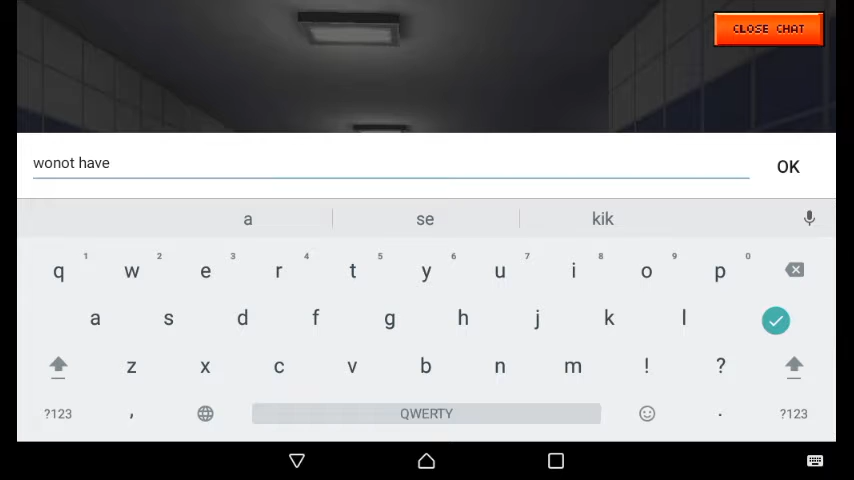 CLOSE CHAT
wonot have
OK
a se kik
1 2 3 4 5 6 7 8 9 0
q w e r t y u i o p
a s d f g h j k l
z x c v b n m ! ?
?123 , QWERTY . ?123